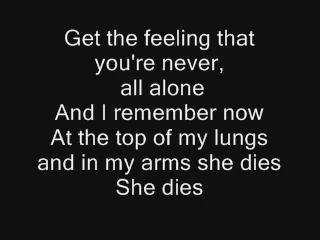 Get the feeling that
you're never,
all alone
And I remember now
At the top of my lungs
and in my arms she dies
She dies